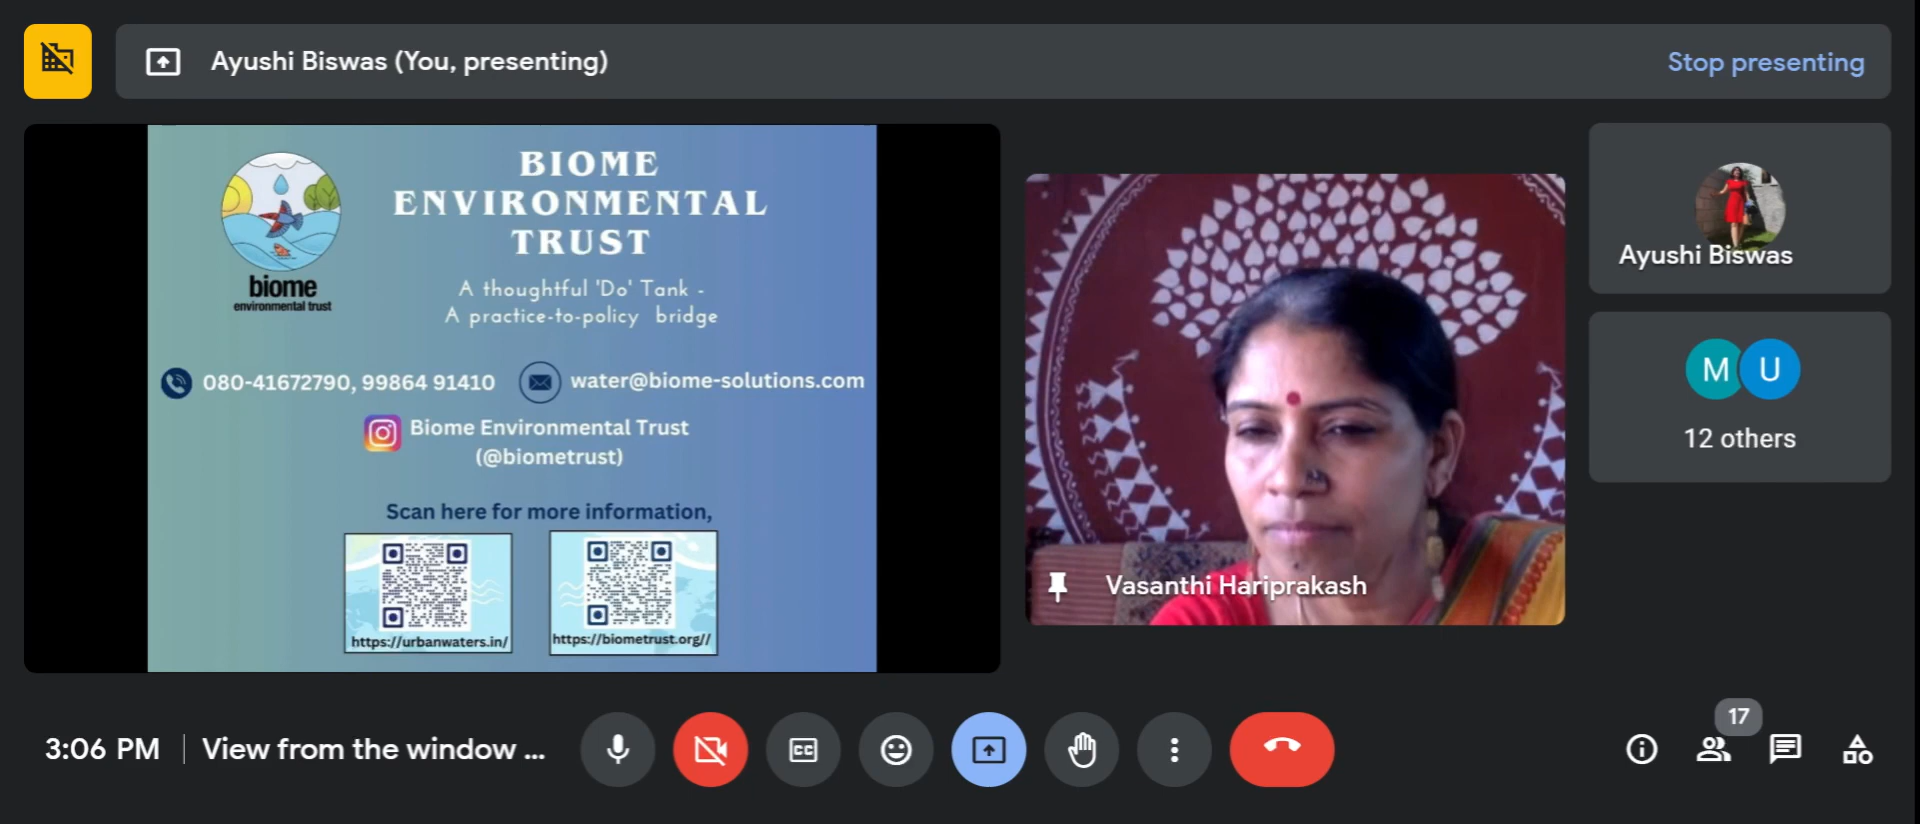 Ayushi Biswas (You, presenting)
Stop presenting
BIOME
ENVIRONMENTAL
TRUST
A thoughtful 'Do' Tank -
A practice-to-policy bridge
biome
environmental trust
080-41672790, 99864 91410
water@biome-solutions.com
Biome Environmental Trust
(@biometrust)
Scan here for more information,
https://urbanwaters.in/
https://biometrust.org//
Vasanthi Hariprakash
Ayushi Biswas
M
U
12 others
3:06 PM
View from the window ...
CC
17